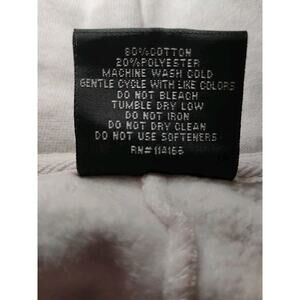 80%COTTON
20%POLYESTER
MACHINE WASH COLD
GENTLE CYCLE WITH LIKE COLORS
DO NOT BLEACH
TUMBLE DRY LOW
DO NOT IRON
DO NOT DRY CLEAN
DO NOT USE SOFTENERS
RN# 114166